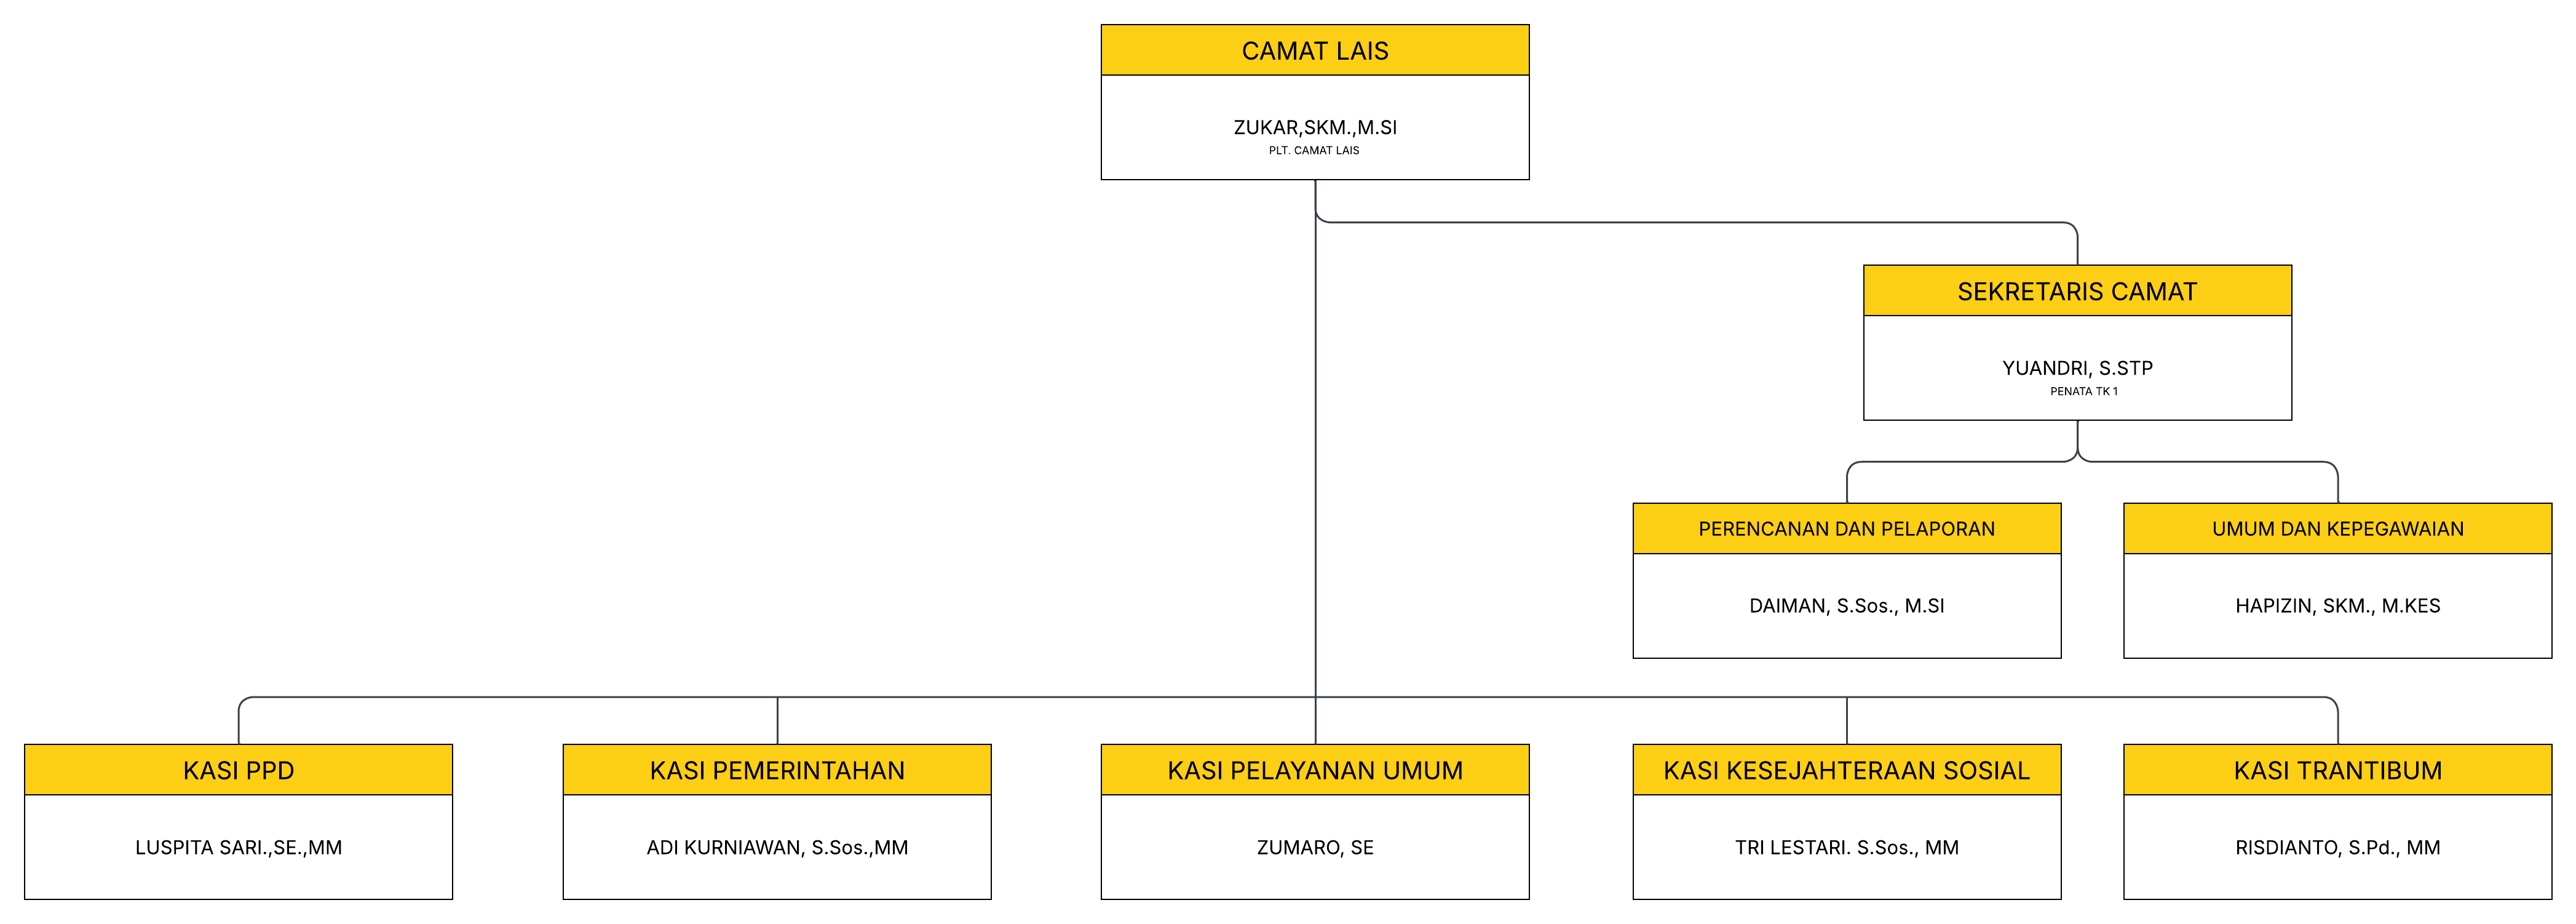 CAMAT LAIS
ZUKAR,SKM.,M.SI
PLT. CAMAT LAIS
SEKRETARIS CAMAT
YUANDRI, S.STP
PENATA TK 1
PERENCANAN DAN PELAPORAN
DAIMAN, S.Sos., M.SI
UMUM DAN KEPEGAWAIAN
HAPIZIN, SKM., M.KES
KASI PPD
LUSPITA SARI.,SE.,MM
KASI PEMERINTAHAN
ADI KURNIAWAN, S.Sos.,MM
KASI PELAYANAN UMUM
ZUMARO, SE
KASI KESEJAHTERAAN SOSIAL
TRI LESTARI. S.Sos., MM
KASI TRANTIBUM
RISDIANTO, S.Pd., MM